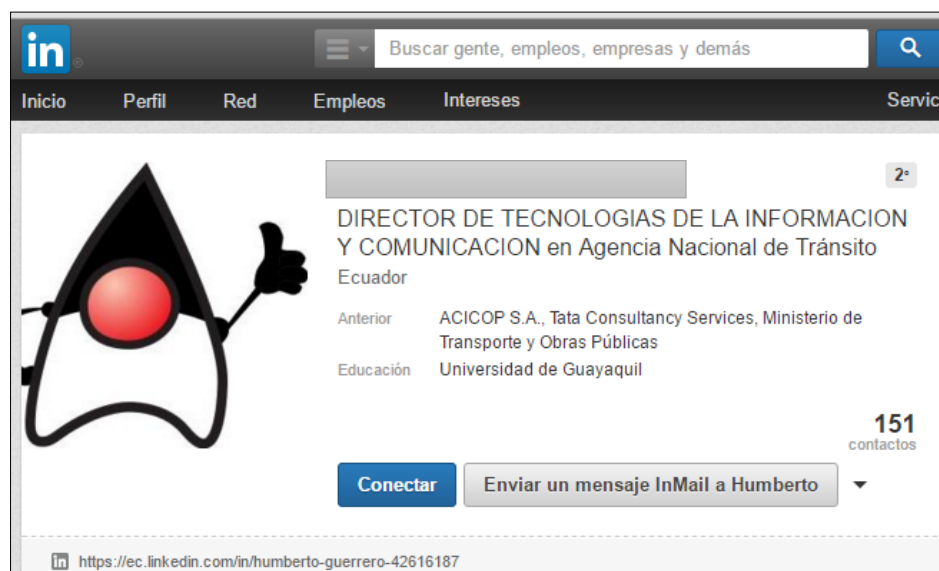 in
Buscar gente, empleos, empresas y demás
Inicio Perfil Red Empleos Intereses Servic
2°
DIRECTOR DE TECNOLOGIAS DE LA INFORMACION
Y COMUNICACION en Agencia Nacional de Tránsito
Ecuador
Anterior ACICOP S.A., Tata Consultancy Services, Ministerio de
Transporte y Obras Públicas
Educación Universidad de Guayaquil
151
contactos
Conectar Enviar un mensaje InMail a Humberto
in https://ec.linkedin.com/in/humberto-guerrero-42616187